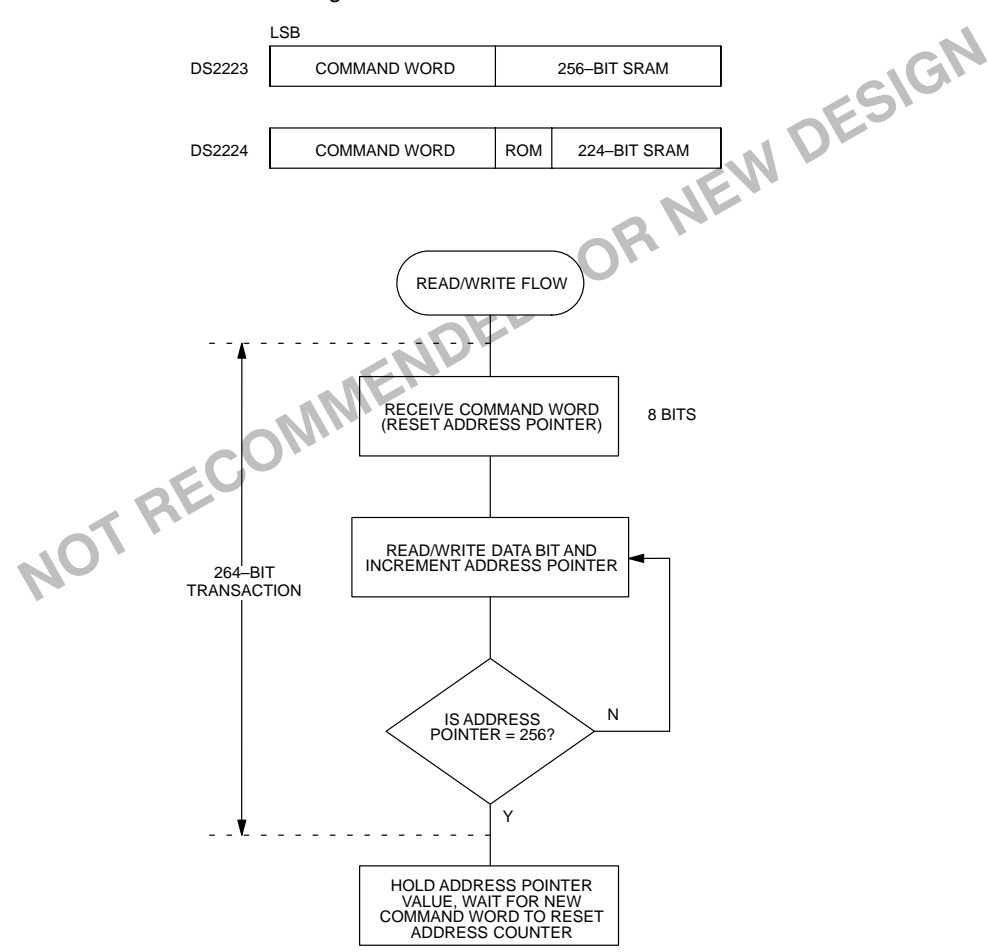 LSB
DS2223 COMMAND WORD 256–BIT SRAM
DS2224 COMMAND WORD ROM 224–BIT SRAM
NOT RECOMMENDED FOR NEW DESIGN
READ/WRITE FLOW
RECEIVE COMMAND WORD
(RESET ADDRESS POINTER)
8 BITS
READ/WRITE DATA BIT AND
INCREMENT ADDRESS POINTER
264–BIT
TRANSACTION
IS ADDRESS
POINTER = 256?
N
Y
HOLD ADDRESS POINTER
VALUE, WAIT FOR NEW
COMMAND WORD TO RESET
ADDRESS COUNTER